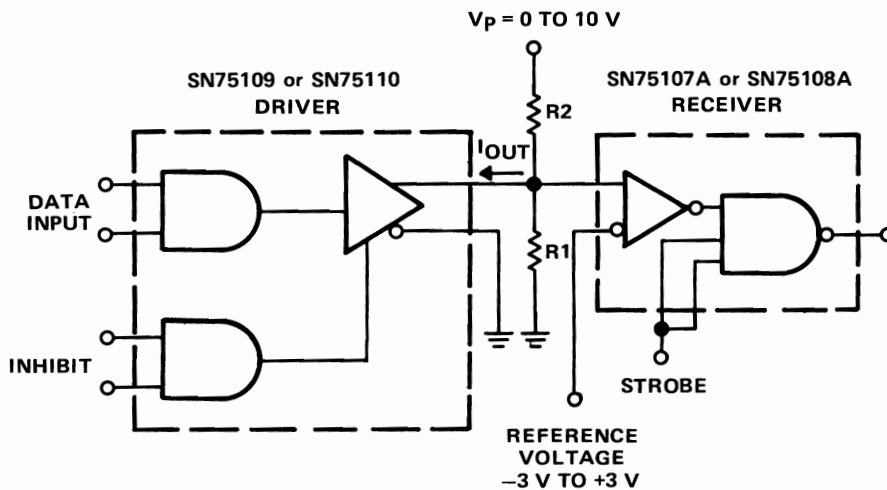 V_P = 0 TO 10 V
SN75109 or SN75110
DRIVER
SN75107A or SN75108A
RECEIVER
R2
I_OUT
DATA
INPUT
R1
INHIBIT
STROBE
REFERENCE
VOLTAGE
−3 V TO +3 V